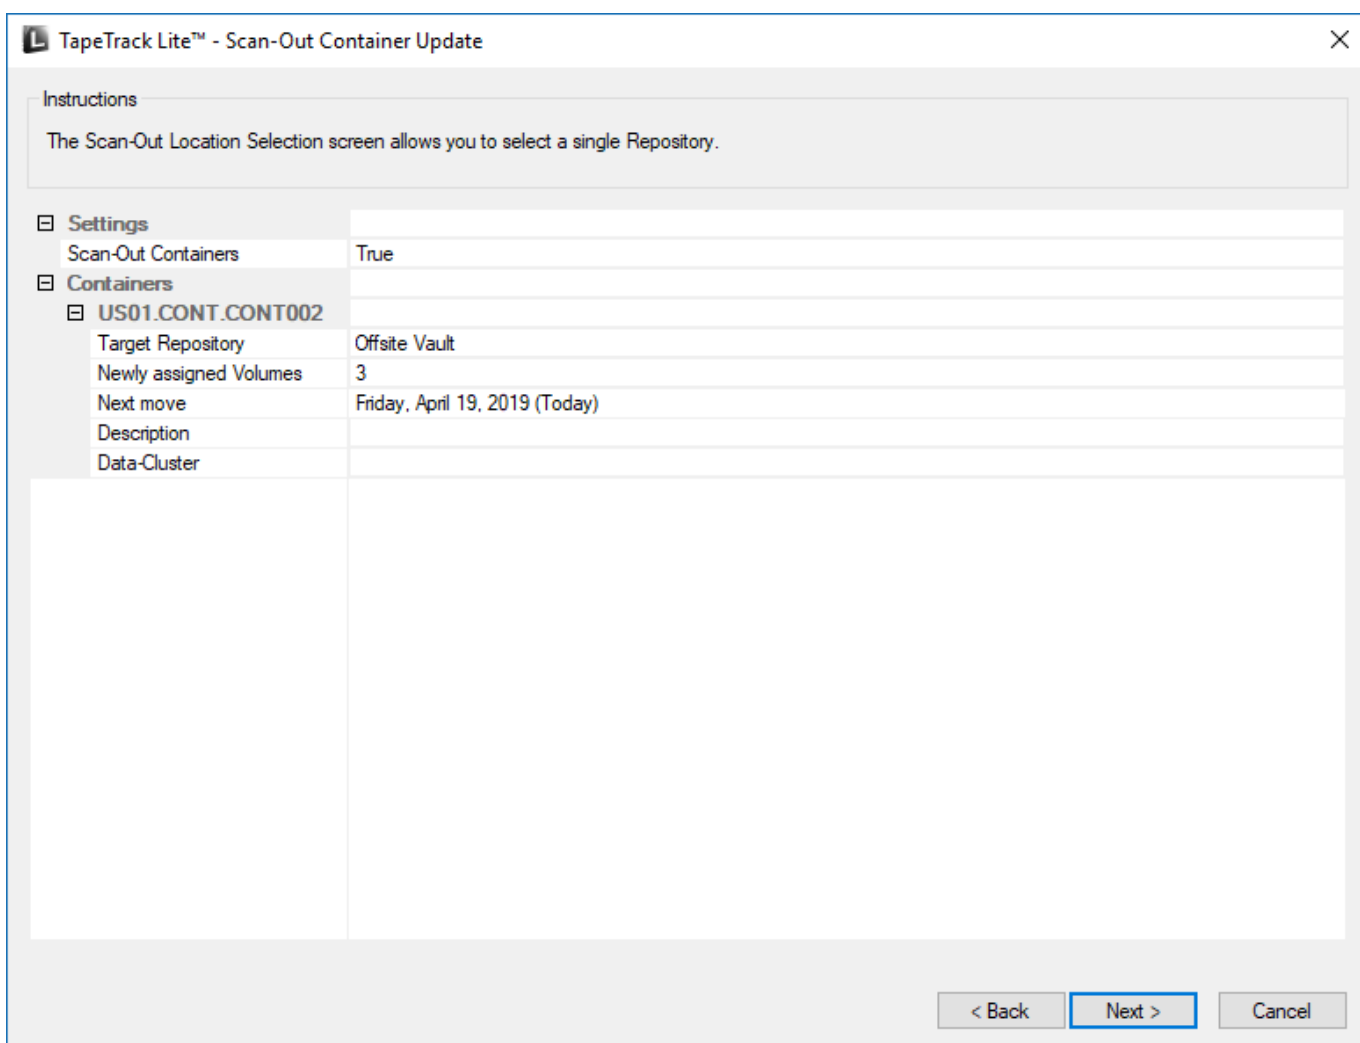 TapeTrack Lite™ - Scan-Out Container Update
Instructions
The Scan-Out Location Selection screen allows you to select a single Repository.
Settings
Scan-Out Containers True
Containers
US01.CONT.CONT002
Target Repository Offsite Vault
Newly assigned Volumes 3
Next move Friday, April 19, 2019 (Today)
Description
Data-Cluster
< Back Next > Cancel